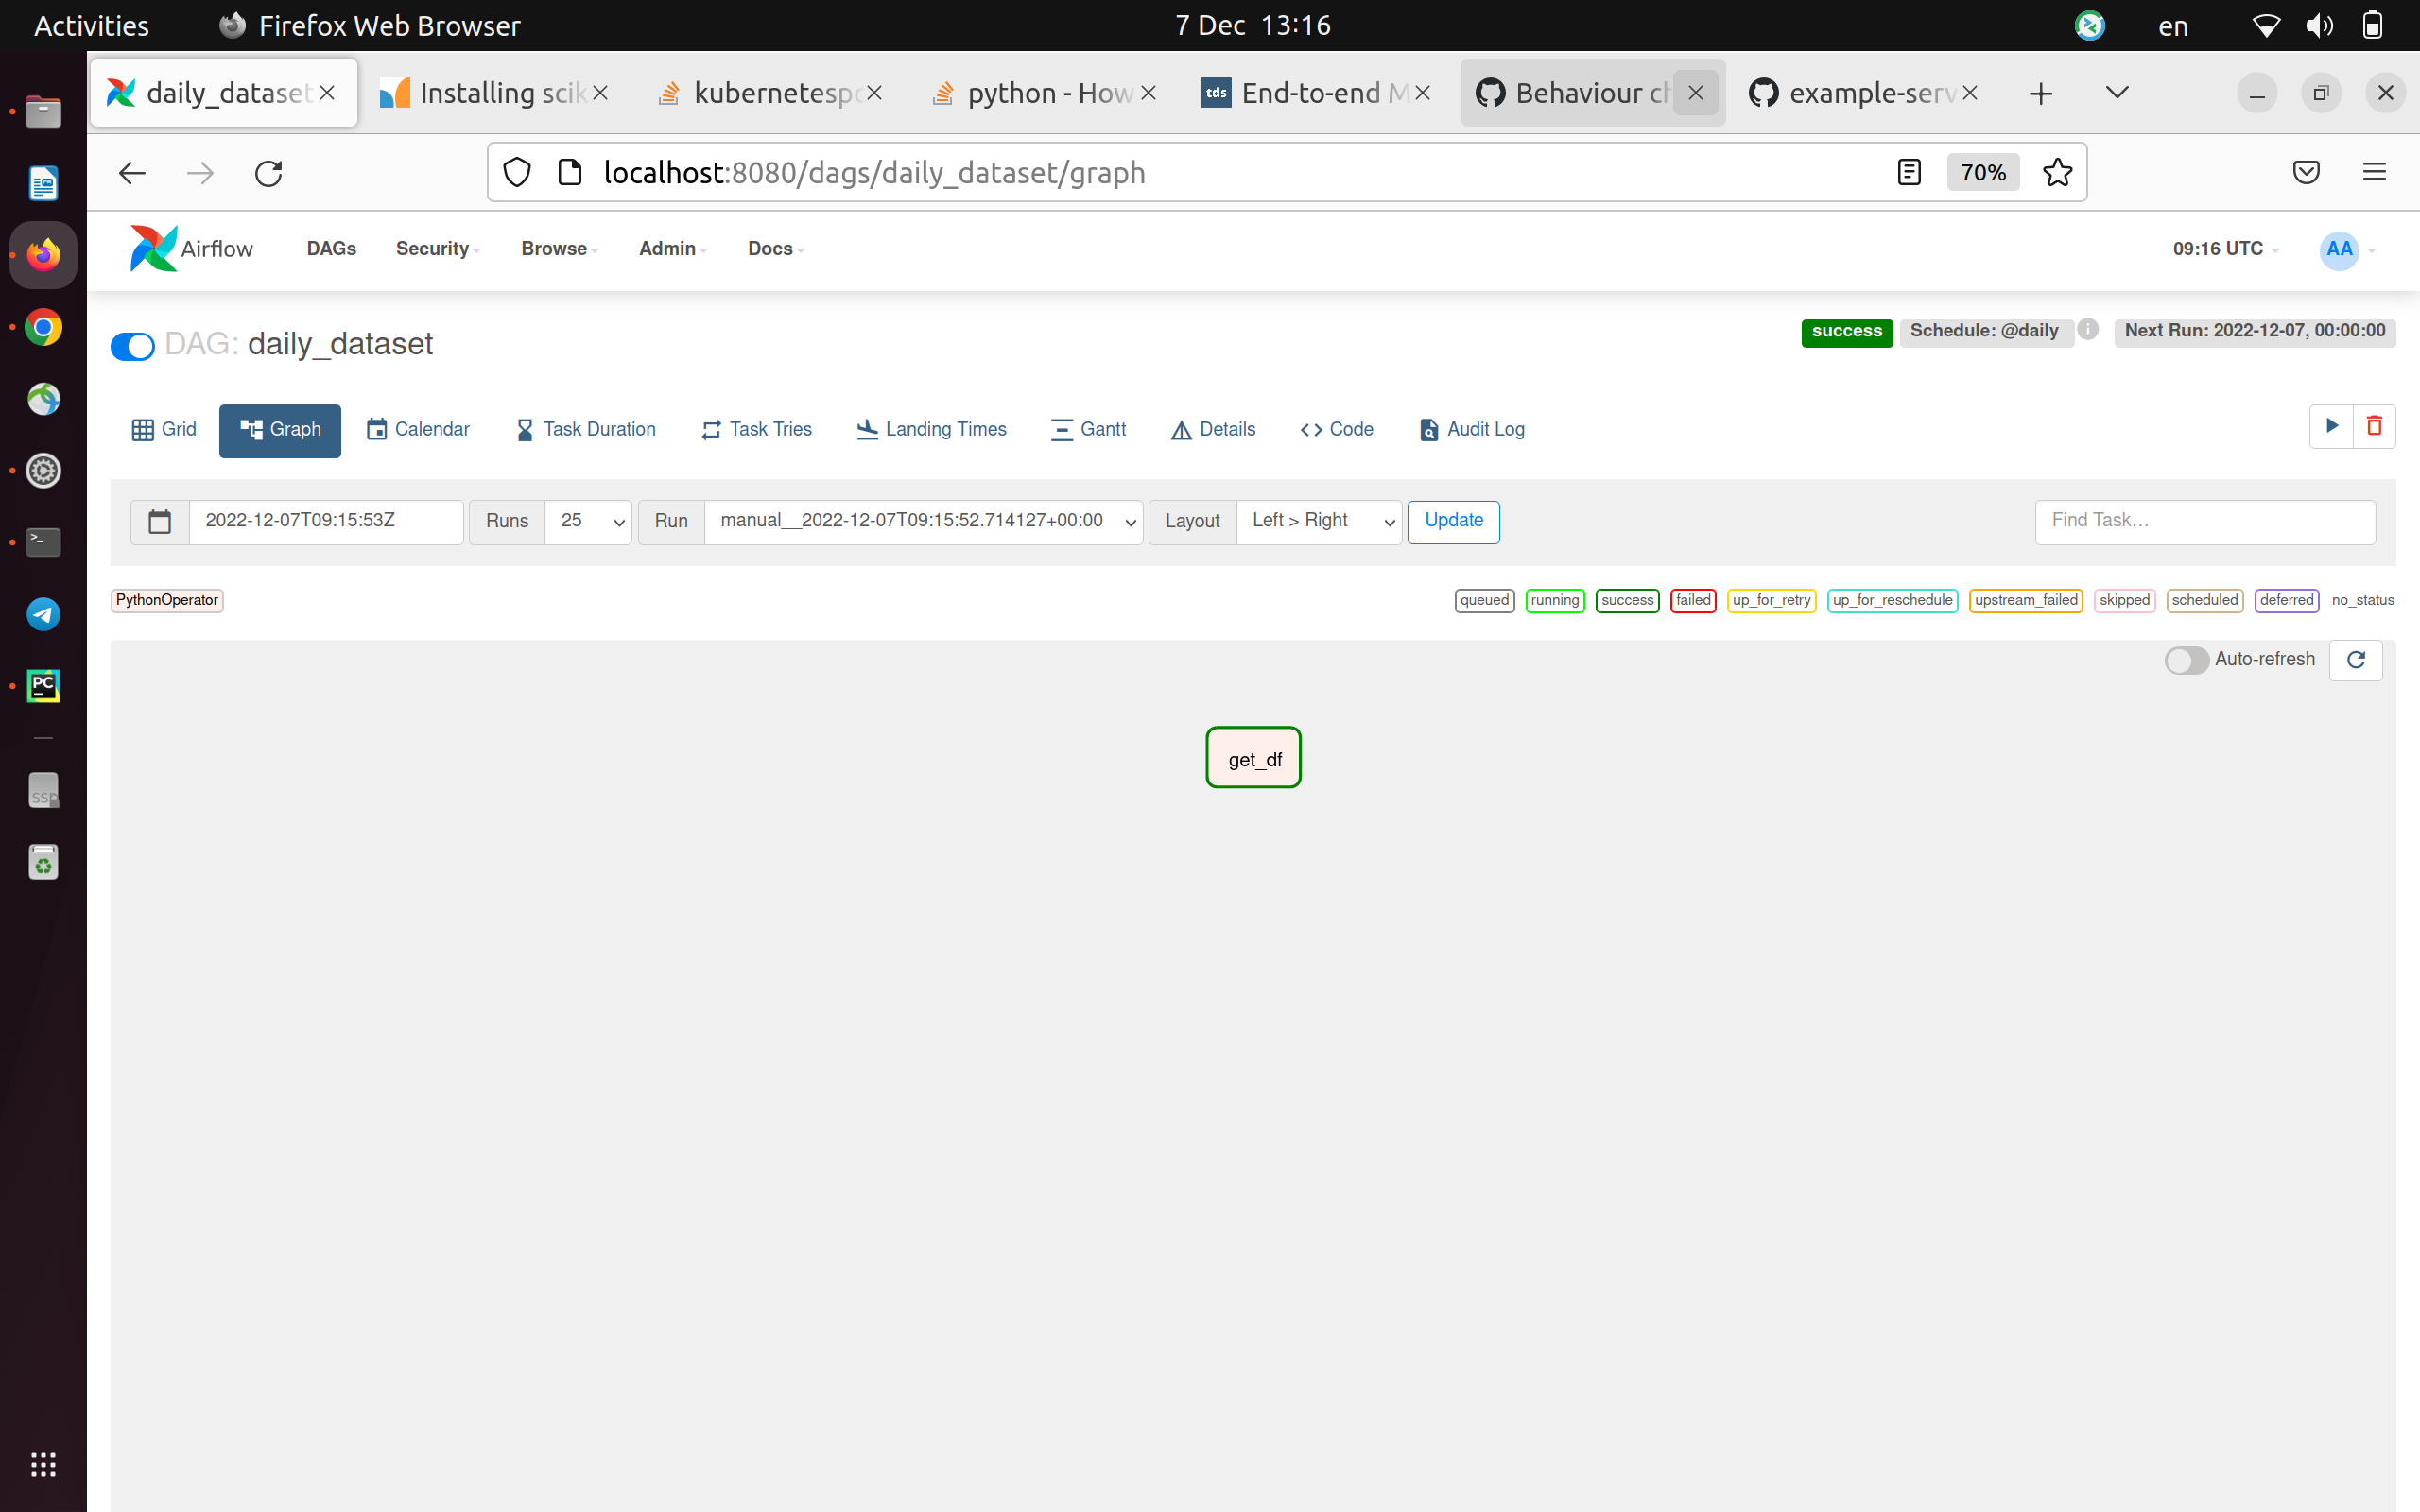 Activities Firefox Web Browser 7 Dec 13:16 en
daily_dataset Installing scik kubernetespo python - How End-to-end M Behaviour ch example-serv
localhost:8080/dags/daily_dataset/graph 70%
Airflow DAGs Security Browse Admin Docs 09:16 UTC AA
DAG: daily_dataset success Schedule: @daily Next Run: 2022-12-07, 00:00:00
Grid Graph Calendar Task Duration Task Tries Landing Times Gantt Details Code Audit Log
2022-12-07T09:15:53Z Runs 25 Run manual__2022-12-07T09:15:52.714127+00:00 Layout Left > Right Update Find Task...
PythonOperator queued running success failed up_for_retry up_for_reschedule upstream_failed skipped scheduled deferred no_status
Auto-refresh
get_df